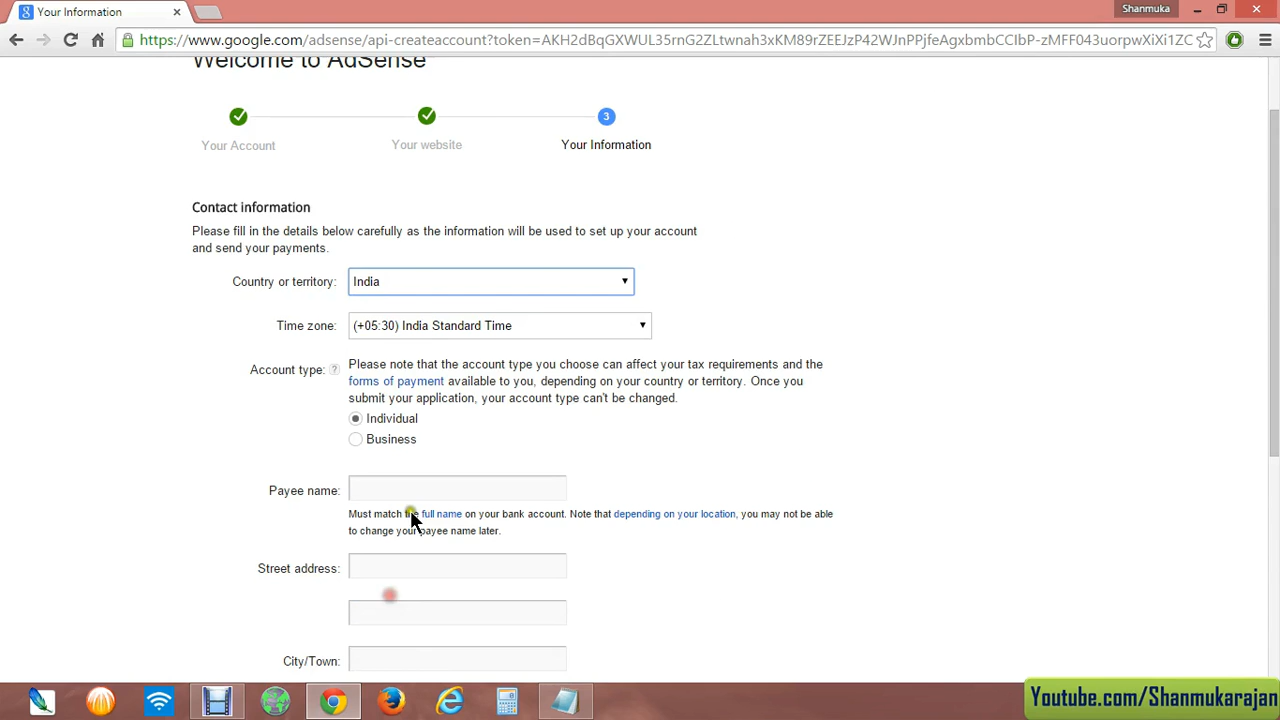 Your Information
Shanmuka
https://www.google.com/adsense/api-createaccount?token=AKH2dBqGXWUL35rnG2ZLtwnah3xKM89rZEEJzP42WJnPPjfeAgxbmbCCIbP-zMFF043uorpwXiXi1ZC
Welcome to AdSense
3
Your Account
Your website
Your Information
Contact information
Please fill in the details below carefully as the information will be used to set up your account
and send your payments.
Country or territory: India
Time zone: (+05:30) India Standard Time
Account type: ? Please note that the account type you choose can affect your tax requirements and the
forms of payment available to you, depending on your country or territory. Once you
submit your application, your account type can't be changed.
Individual
Business
Payee name:
Must match the full name on your bank account. Note that depending on your location, you may not be able
to change your payee name later.
Street address:
City/Town:
Youtube.com/Shanmukarajan